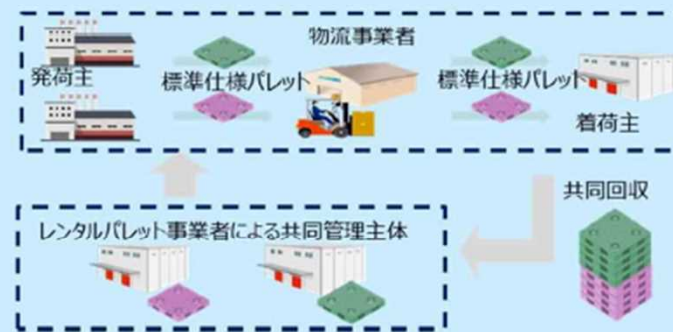 発荷主
標準仕様パレット
物流事業者
標準仕様パレット
着荷主
共同回収
レンタルパレット事業者による共同管理主体